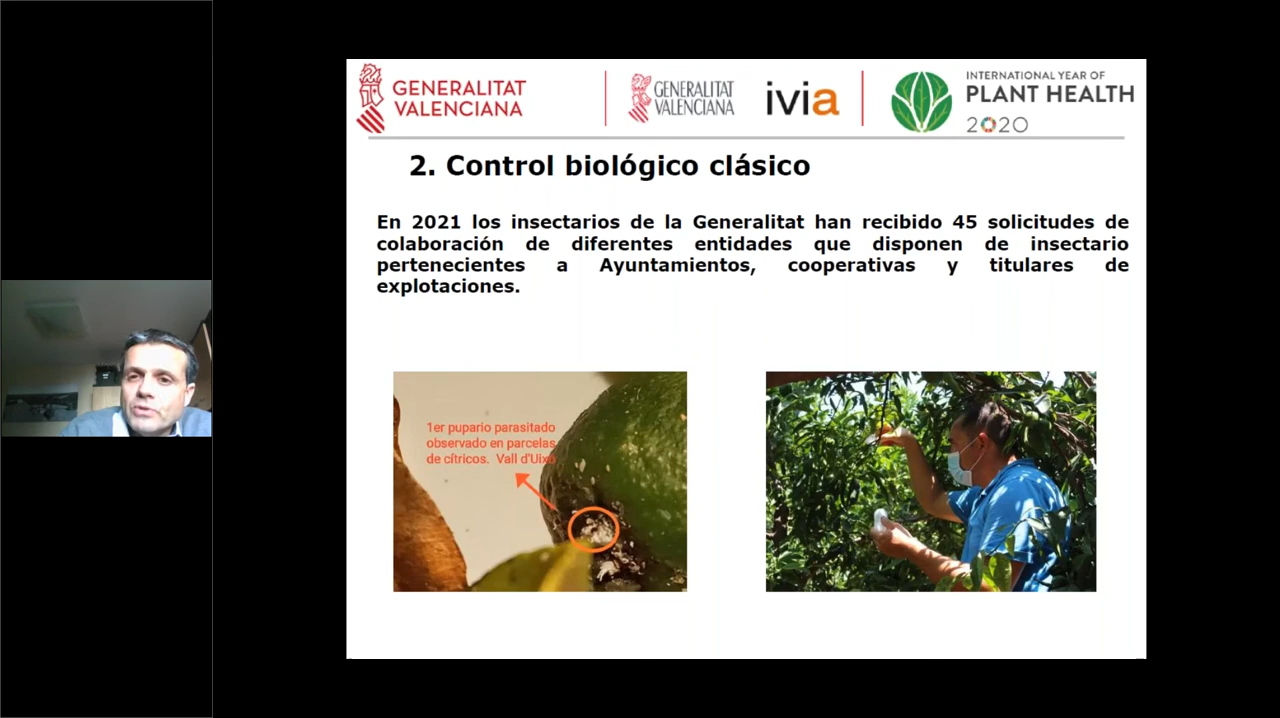 GENERALITAT
VALENCIANA
GENERALITAT
VALENCIANA
ivia
INTERNATIONAL YEAR OF
PLANT HEALTH
2020
2. Control biológico clásico
En 2021 los insectarios de la Generalitat han recibido 45 solicitudes de
colaboración de diferentes entidades que disponen de insectario
pertenecientes a Ayuntamientos, cooperativas y titulares de
explotaciones.
1er pupario parasitado
observado en parcelas
de cítricos. Vall d'Uixó